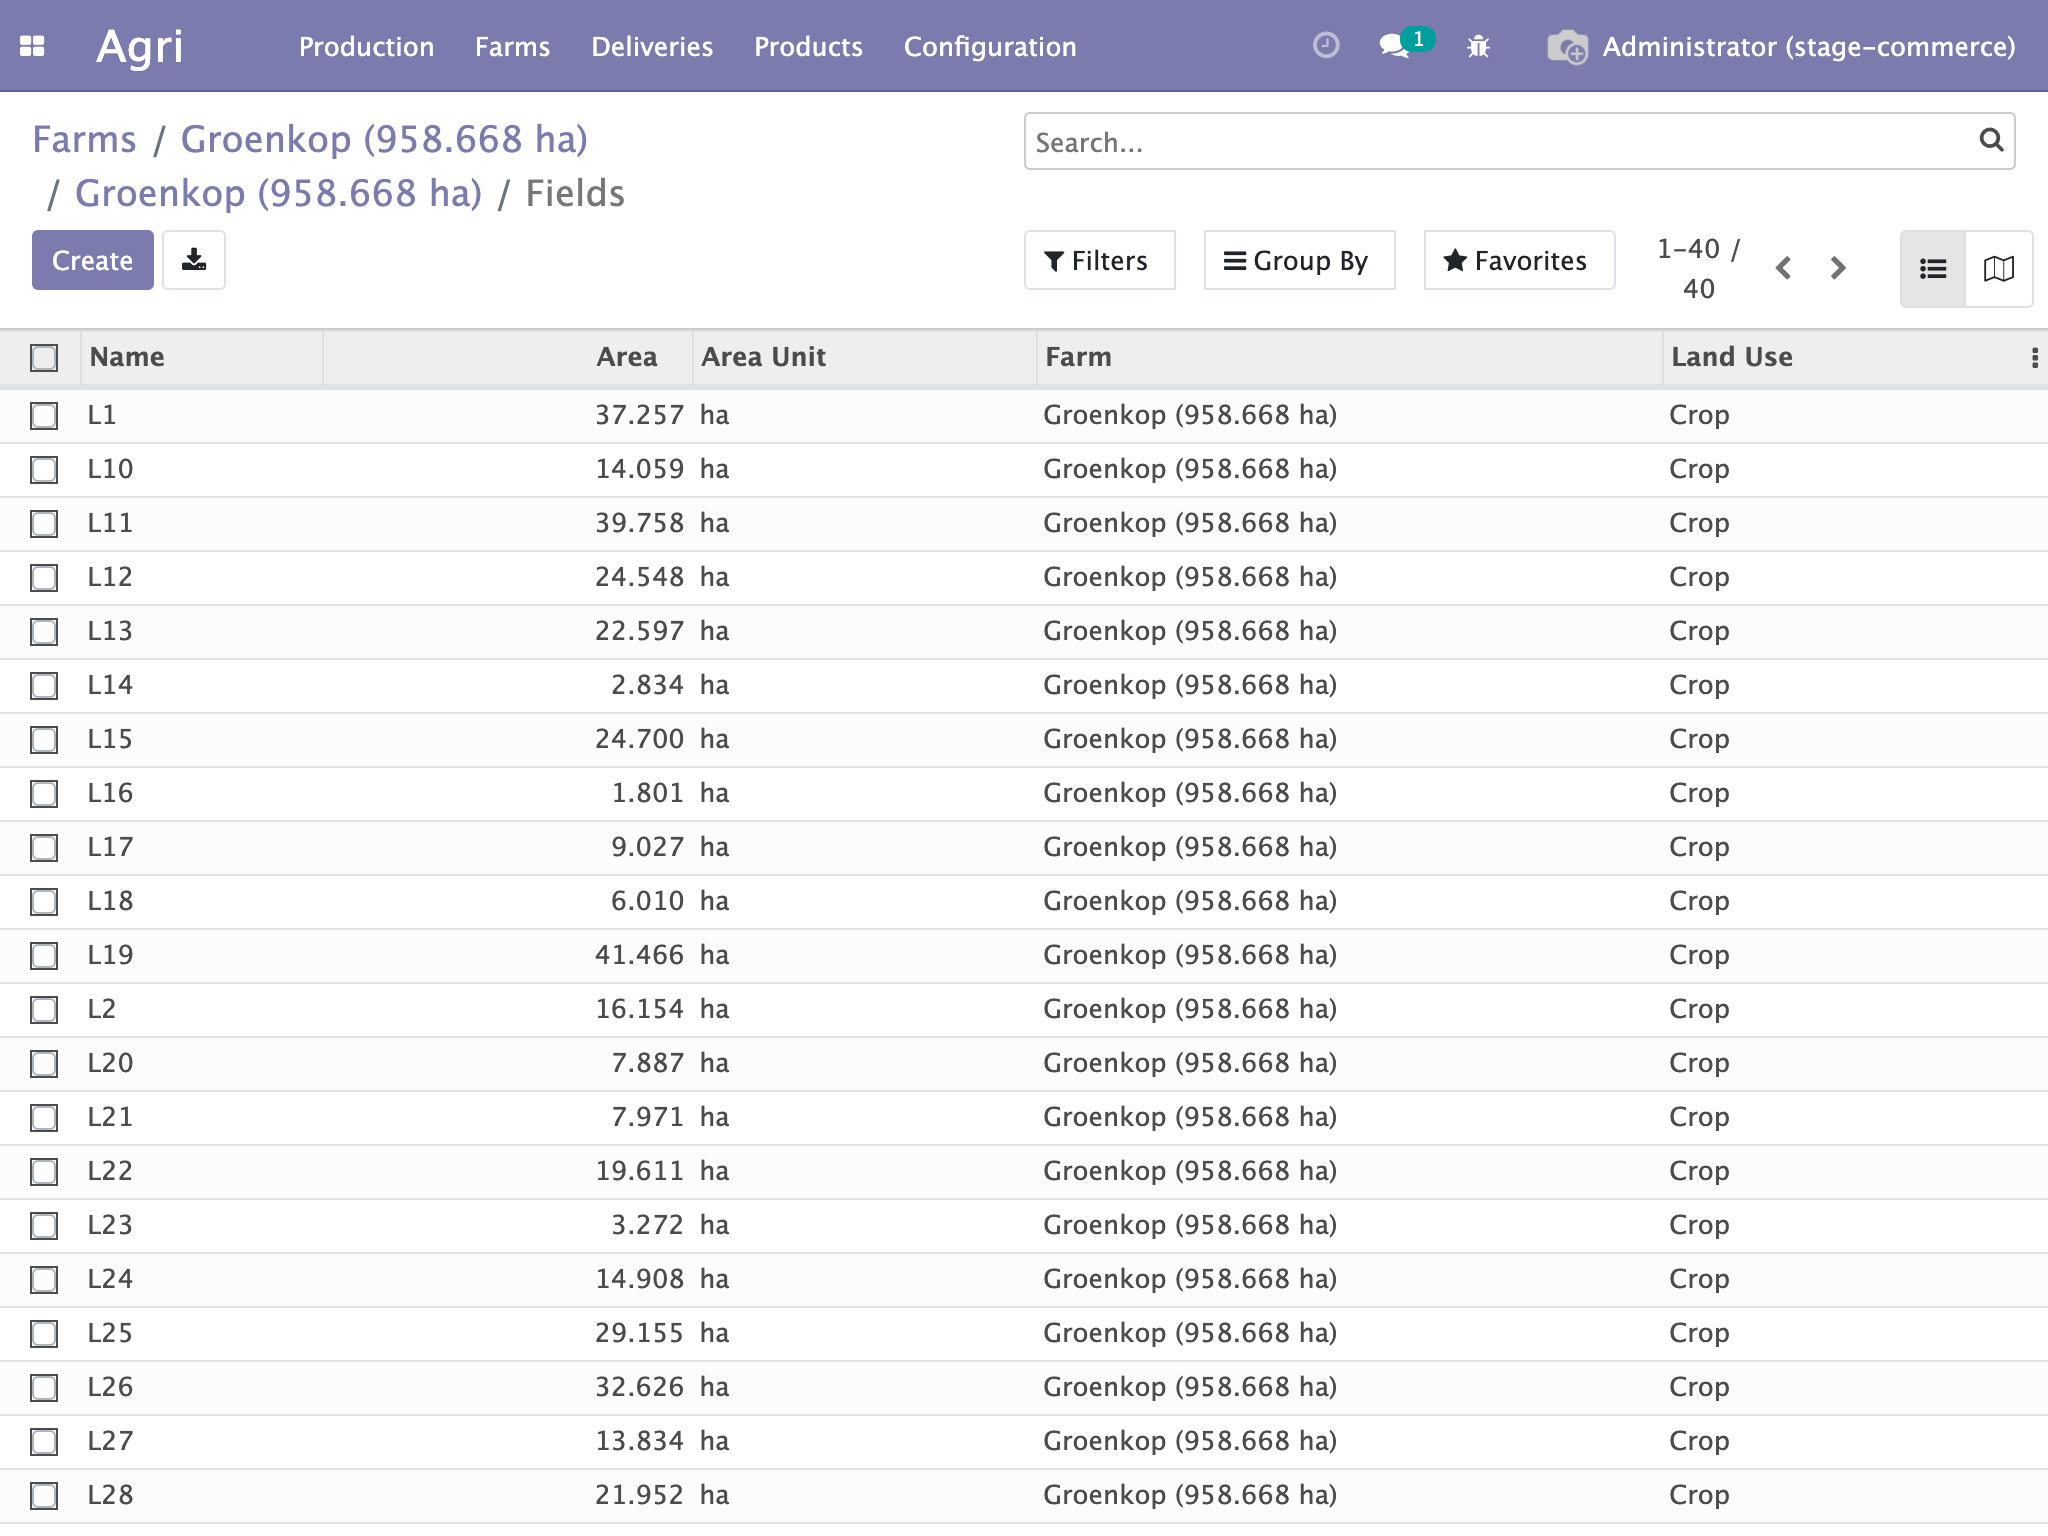 Agri Production Farms Deliveries Products Configuration 1 Administrator (stage-commerce)
Farms / Groenkop (958.668 ha)
/ Groenkop (958.668 ha) / Fields
Search...
Create Filters Group By Favorites 1-40 /
40
Name Area Area Unit Farm Land Use
L1 37.257 ha Groenkop (958.668 ha) Crop
L10 14.059 ha Groenkop (958.668 ha) Crop
L11 39.758 ha Groenkop (958.668 ha) Crop
L12 24.548 ha Groenkop (958.668 ha) Crop
L13 22.597 ha Groenkop (958.668 ha) Crop
L14 2.834 ha Groenkop (958.668 ha) Crop
L15 24.700 ha Groenkop (958.668 ha) Crop
L16 1.801 ha Groenkop (958.668 ha) Crop
L17 9.027 ha Groenkop (958.668 ha) Crop
L18 6.010 ha Groenkop (958.668 ha) Crop
L19 41.466 ha Groenkop (958.668 ha) Crop
L2 16.154 ha Groenkop (958.668 ha) Crop
L20 7.887 ha Groenkop (958.668 ha) Crop
L21 7.971 ha Groenkop (958.668 ha) Crop
L22 19.611 ha Groenkop (958.668 ha) Crop
L23 3.272 ha Groenkop (958.668 ha) Crop
L24 14.908 ha Groenkop (958.668 ha) Crop
L25 29.155 ha Groenkop (958.668 ha) Crop
L26 32.626 ha Groenkop (958.668 ha) Crop
L27 13.834 ha Groenkop (958.668 ha) Crop
L28 21.952 ha Groenkop (958.668 ha) Crop